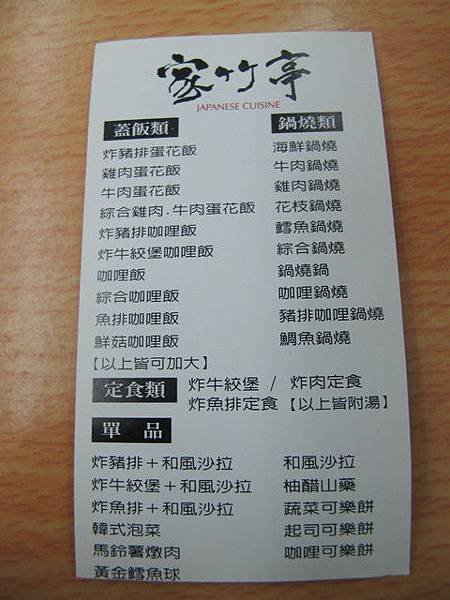 家竹亭
JAPANESE CUISINE
蓋飯類
炸豬排蛋花飯
雞肉蛋花飯
牛肉蛋花飯
綜合雞肉.牛肉蛋花飯
炸豬排咖哩飯
炸牛絞堡咖哩飯
咖哩飯
綜合咖哩飯
魚排咖哩飯
鮮菇咖哩飯
【以上皆可加大】
鍋燒類
海鮮鍋燒
牛肉鍋燒
雞肉鍋燒
花枝鍋燒
鱈魚鍋燒
綜合鍋燒
鍋燒鍋
咖哩鍋燒
豬排咖哩鍋燒
鯛魚鍋燒
定食類
炸牛絞堡 / 炸肉定食
炸魚排定食【以上皆附湯】
單 品
炸豬排+和風沙拉
炸牛絞堡+和風沙拉
炸魚排+和風沙拉
韓式泡菜
馬鈴薯燉肉
黃金鱈魚球
和風沙拉
柚醋山藥
蔬菜可樂餅
起司可樂餅
咖哩可樂餅